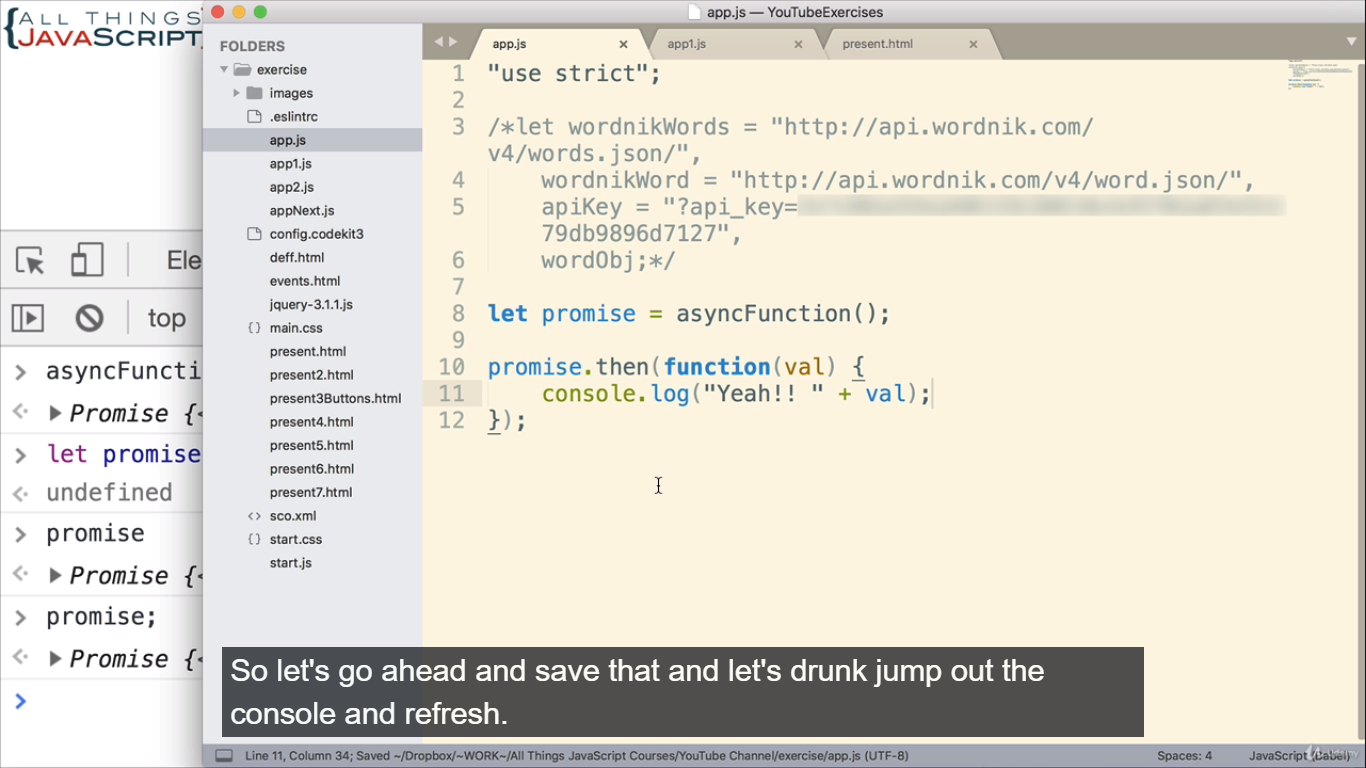 ALL THINGS
JAVASCRIPT
Ele
top
asyncFuncti
Promise {<
let promise
undefined
promise
Promise {<
promise;
Promise {<
app.js — YouTubeExercises
FOLDERS
exercise
images
.eslintrc
app.js
app1.js
app2.js
appNext.js
config.codekit3
deff.html
events.html
jquery-3.1.1.js
{} main.css
present.html
present2.html
present3Buttons.html
present4.html
present5.html
present6.html
present7.html
<> sco.xml
{} start.css
start.js
app.js × app1.js × present.html ×
1 "use strict";
2
3 /*let wordnikWords = "http://api.wordnik.com/
v4/words.json/",
4 wordnikWord = "http://api.wordnik.com/v4/word.json/",
5 apiKey = "?api_key=
79db9896d7127",
6 wordObj;*/
7
8 let promise = asyncFunction();
9
10 promise.then(function(val) {
11 console.log("Yeah!! " + val);
12 });
So let's go ahead and save that and let's drunk jump out the
console and refresh.
Line 11, Column 34; Saved ~/Dropbox/~WORK~/All Things JavaScript Courses/YouTube Channel/exercise/app.js (UTF-8)
Spaces: 4
JavaScript (Babel)